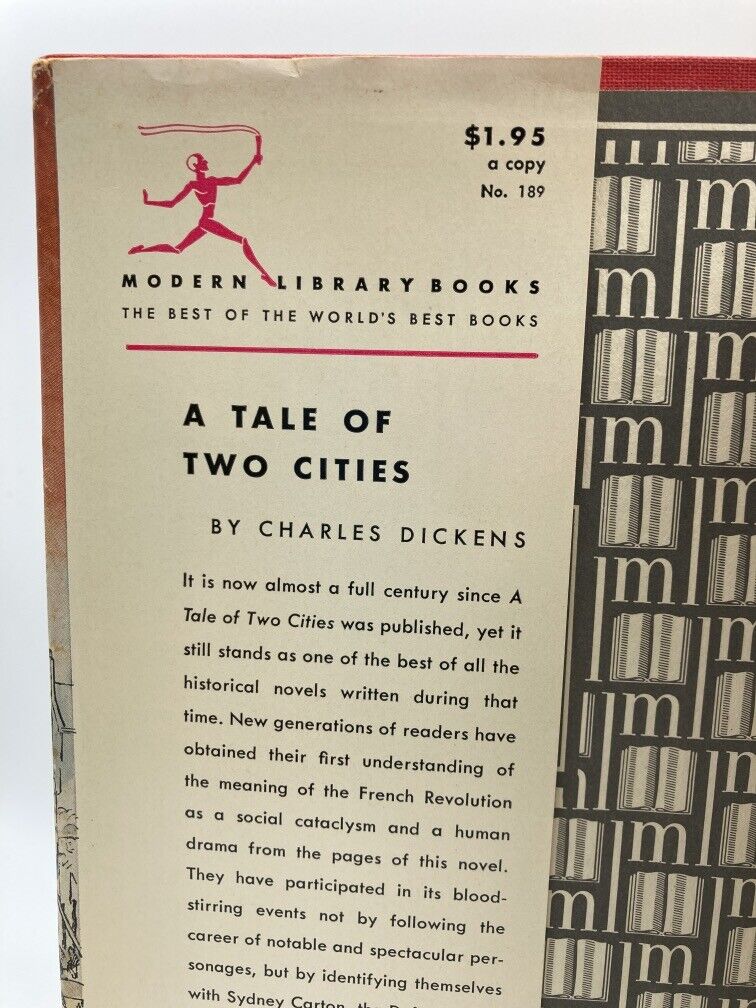 $1.95
a copy
No. 189
MODERN LIBRARY BOOKS
THE BEST OF THE WORLD'S BEST BOOKS
A TALE OF
TWO CITIES
BY CHARLES DICKENS
It is now almost a full century since A
Tale of Two Cities was published, yet it
still stands as one of the best of all the
historical novels written during that
time. New generations of readers have
obtained their first understanding of
the meaning of the French Revolution
as a social cataclysm and a human
drama from the pages of this novel.
They have participated in its blood-
stirring events not by following the
career of notable and spectacular per-
sonages, but by identifying themselves
with Sydney Carton, the